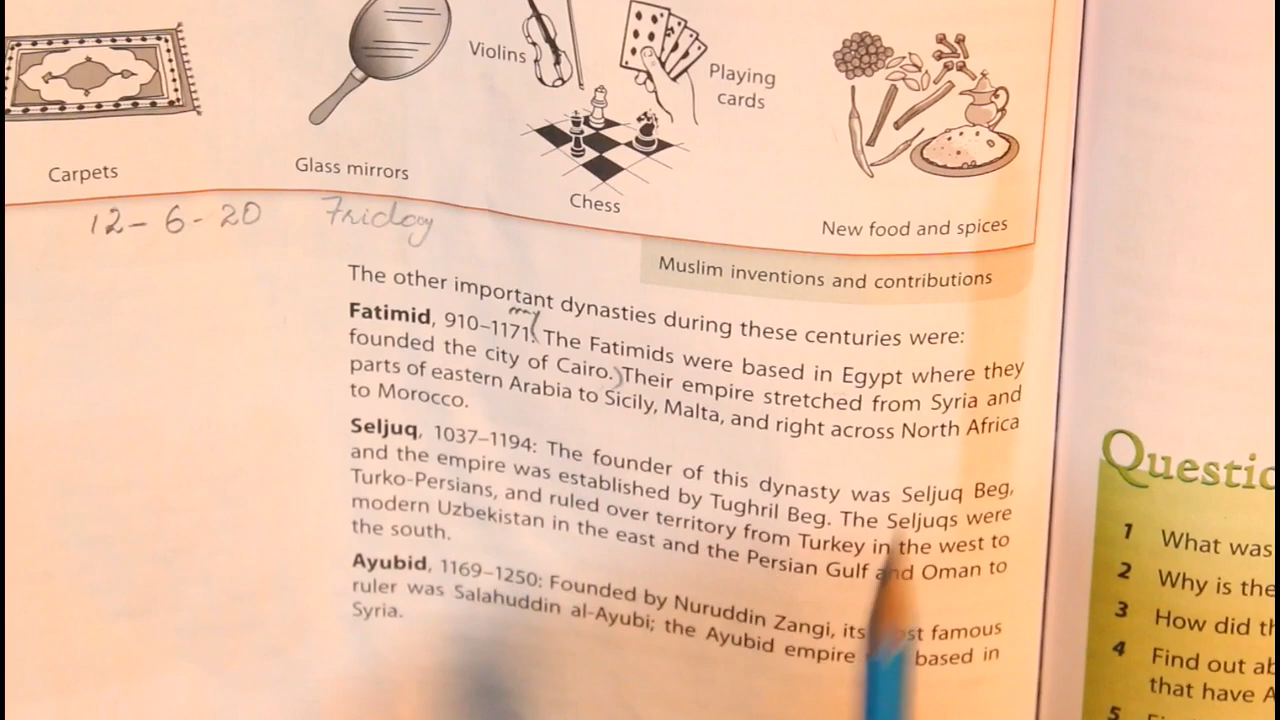 Violins
Playing
cards
Carpets
Glass mirrors
Chess
New food and spices
12-6-20 Friday
Muslim inventions and contributions
The other important dynasties during these centuries were:
Fatimid, 910–1171: The Fatimids were based in Egypt where they
founded the city of Cairo. Their empire stretched from Syria and
parts of eastern Arabia to Sicily, Malta, and right across North Africa
to Morocco.
Seljuq, 1037–1194: The founder of this dynasty was Seljuq Beg,
and the empire was established by Tughril Beg. The Seljuqs were
Turko-Persians, and ruled over territory from Turkey in the west to
modern Uzbekistan in the east and the Persian Gulf and Oman to
the south.
Ayubid, 1169–1250: Founded by Nuruddin Zangi, its famous
ruler was Salahuddin al-Ayubi; the Ayubid empire based in
Syria.
Questio
1 What was
2 Why is the
3 How did th
4 Find out ab
that have A
5